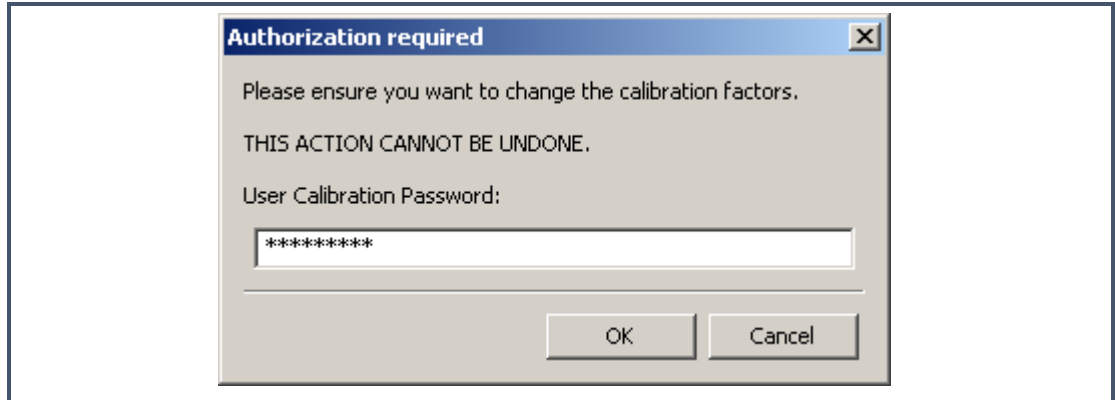 Authorization required
Please ensure you want to change the calibration factors.
THIS ACTION CANNOT BE UNDONE.
User Calibration Password:
*********
OK Cancel